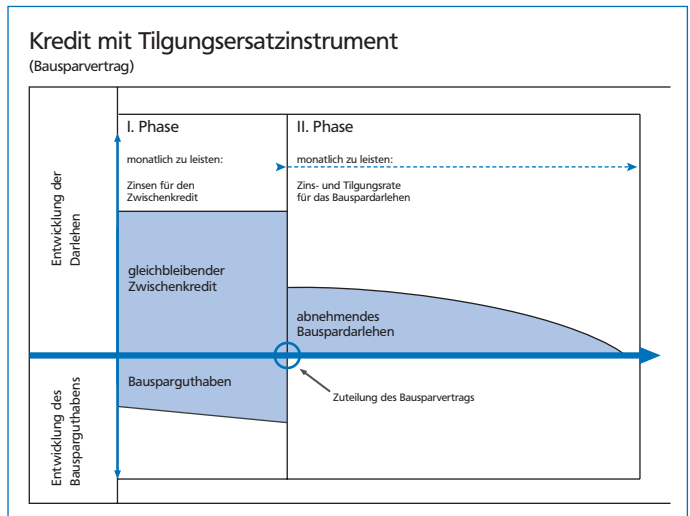 Kredit mit Tilgungsersatzinstrument
(Bausparvertrag)
Entwicklung der
Darlehen
I. Phase
monatlich zu leisten:
Zinsen für den
Zwischenkredit
II. Phase
monatlich zu leisten:
Zins- und Tilgungsrate
für das Bauspardarlehen
gleichbleibender
Zwischenkredit
abnehmendes
Bauspardarlehen
Entwicklung des
Bausparguthabens
Bausparguthaben
Zuteilung des Bausparvertrags